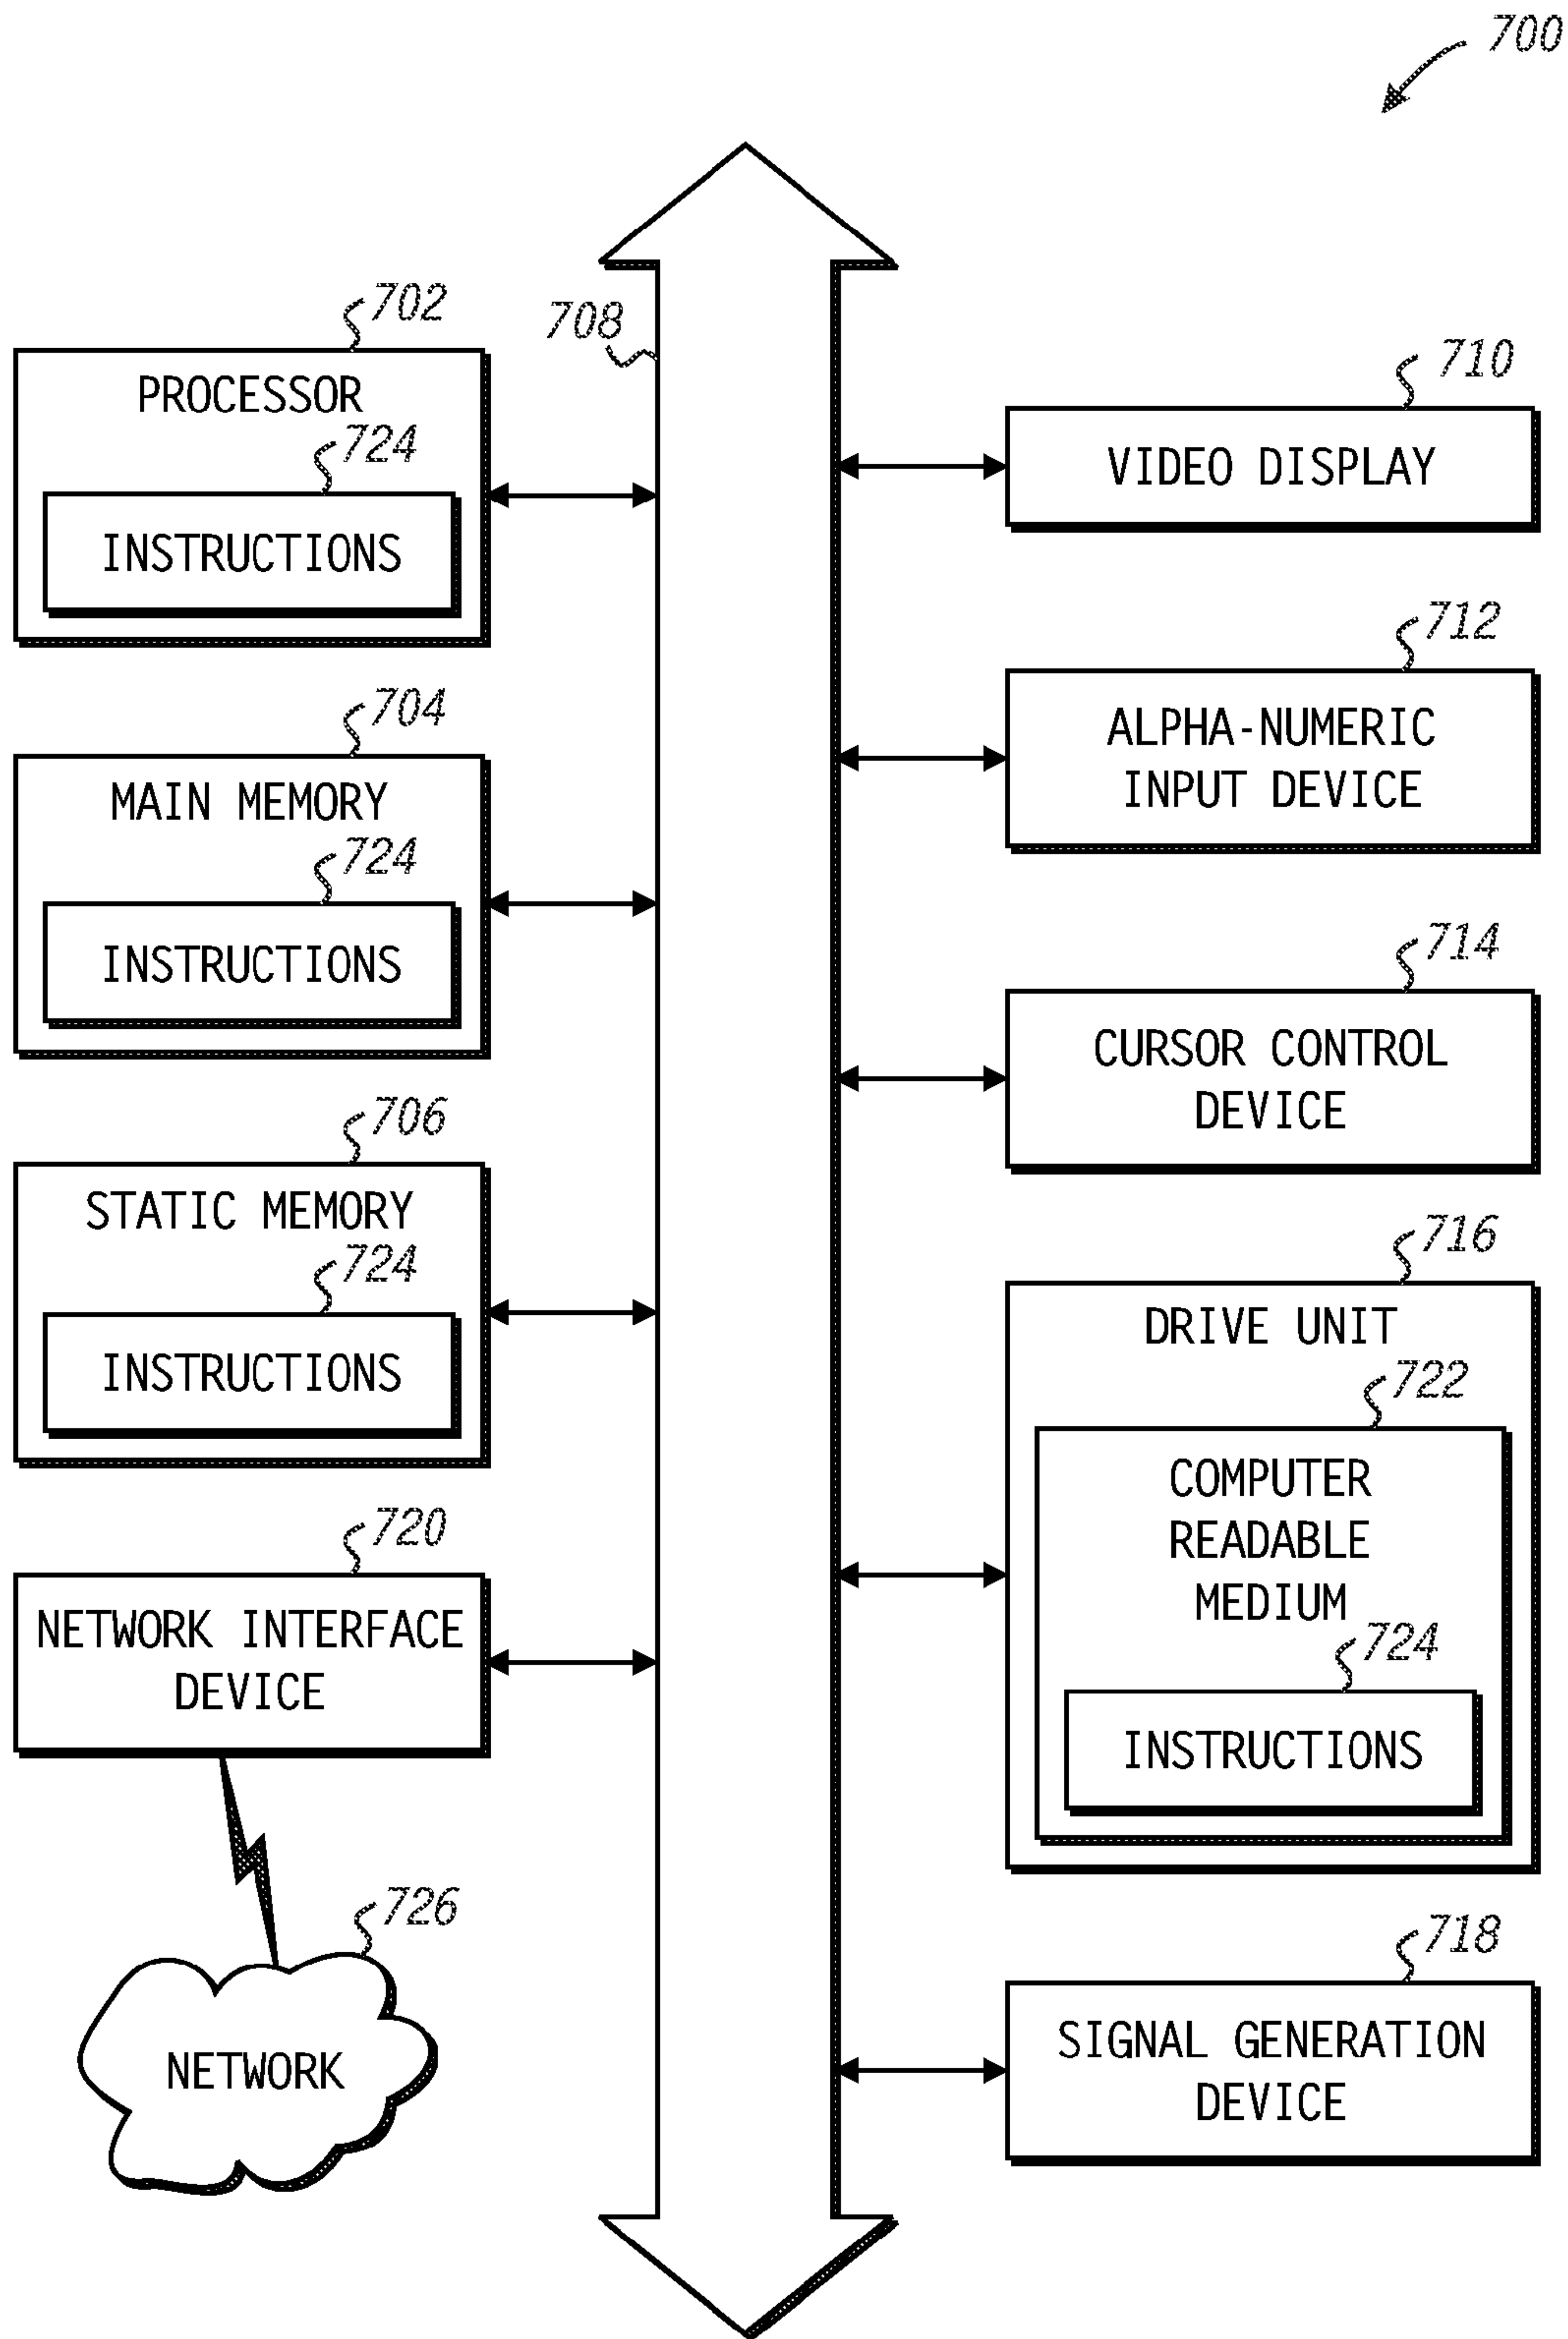 700
702
PROCESSOR
724
INSTRUCTIONS
704
MAIN MEMORY
724
INSTRUCTIONS
706
STATIC MEMORY
724
INSTRUCTIONS
720
NETWORK INTERFACE
DEVICE
726
NETWORK
708
710
VIDEO DISPLAY
712
ALPHA-NUMERIC
INPUT DEVICE
714
CURSOR CONTROL
DEVICE
716
DRIVE UNIT
722
COMPUTER
READABLE
MEDIUM
724
INSTRUCTIONS
718
SIGNAL GENERATION
DEVICE